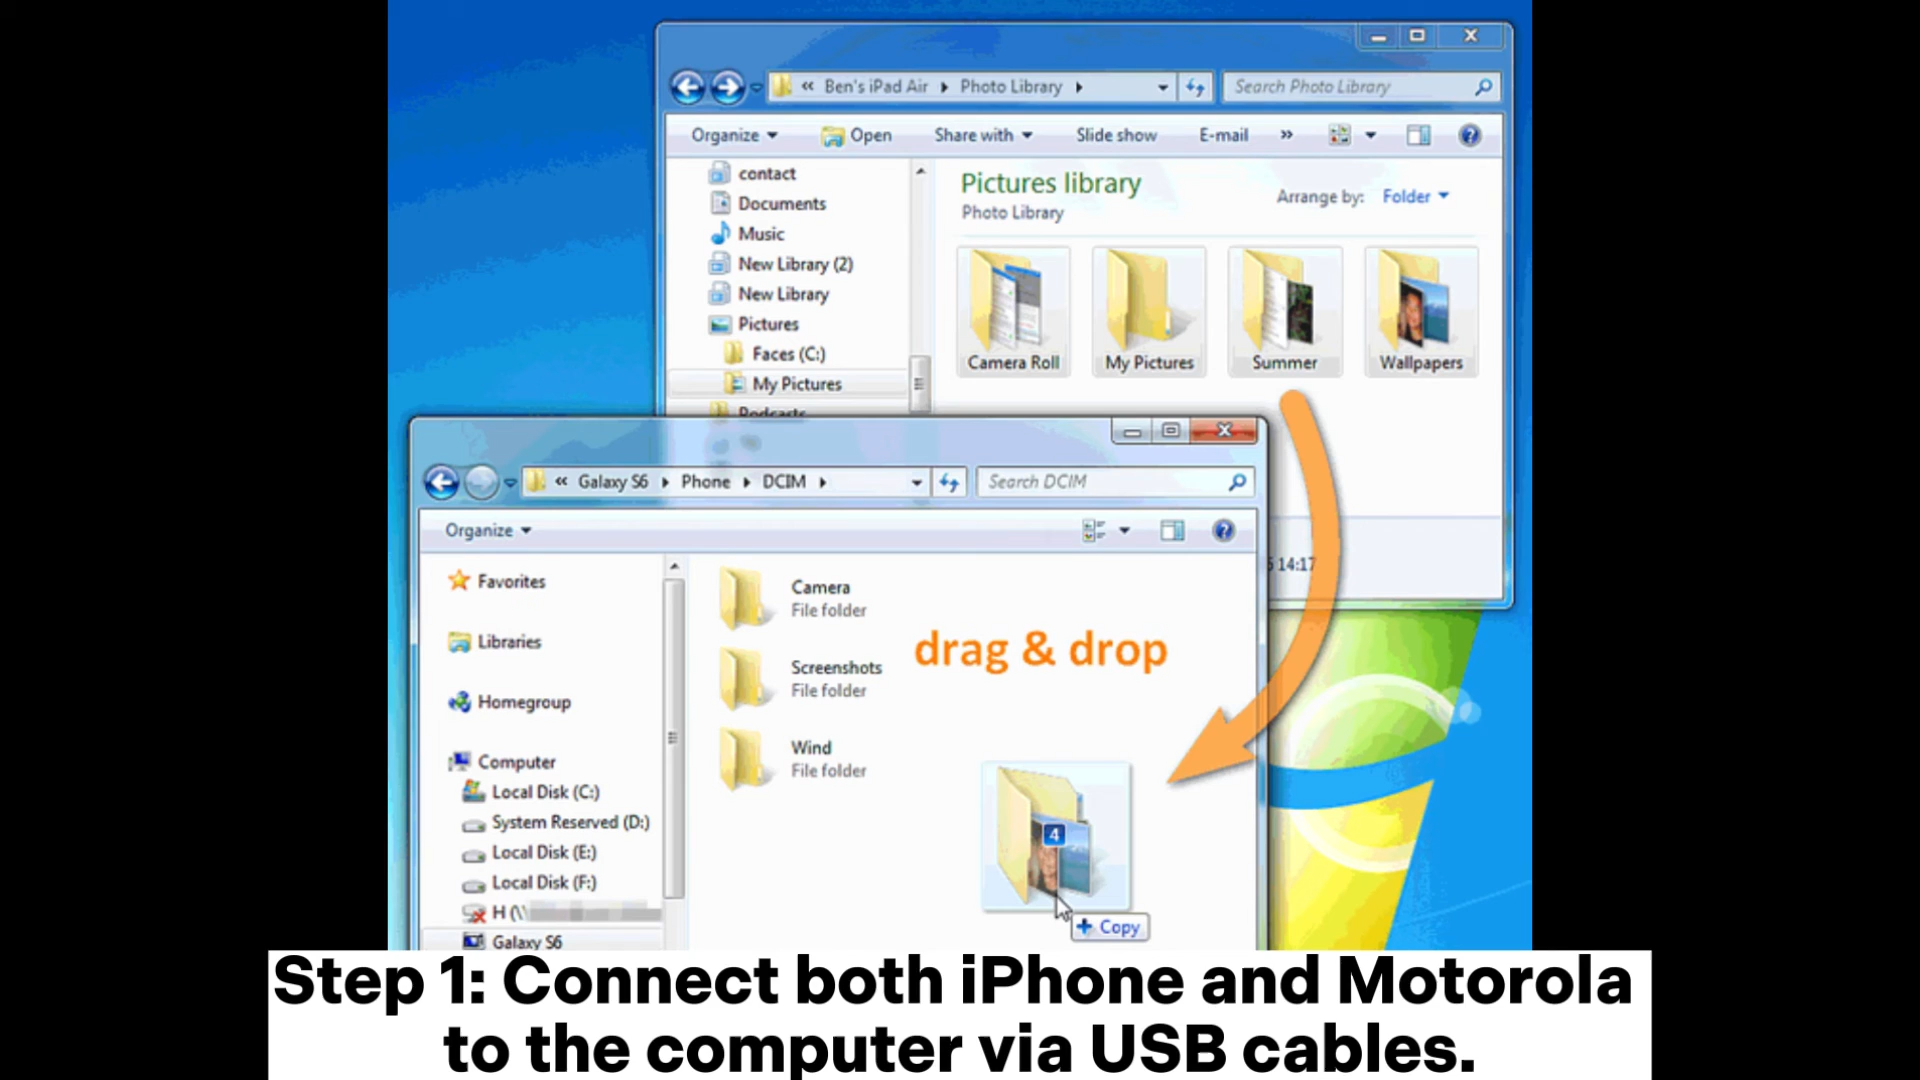 « Ben's iPad Air Photo Library
Search Photo Library
Organize Open Share with Slide show E-mail »
contact
Documents
Music
New Library (2)
New Library
Pictures
Faces (C:)
My Pictures
Podcasts
Pictures library
Photo Library
Arrange by: Folder
Camera Roll My Pictures Summer Wallpapers
14:17
« Galaxy S6 Phone DCIM
Search DCIM
Organize
Favorites
Libraries
Homegroup
Computer
Local Disk (C:)
System Reserved (D:)
Local Disk (E:)
Local Disk (F:)
H (\\
Galaxy S6
Camera
File folder
Screenshots
File folder
Wind
File folder
drag & drop
4
+ Copy
Step 1: Connect both iPhone and Motorola
to the computer via USB cables.